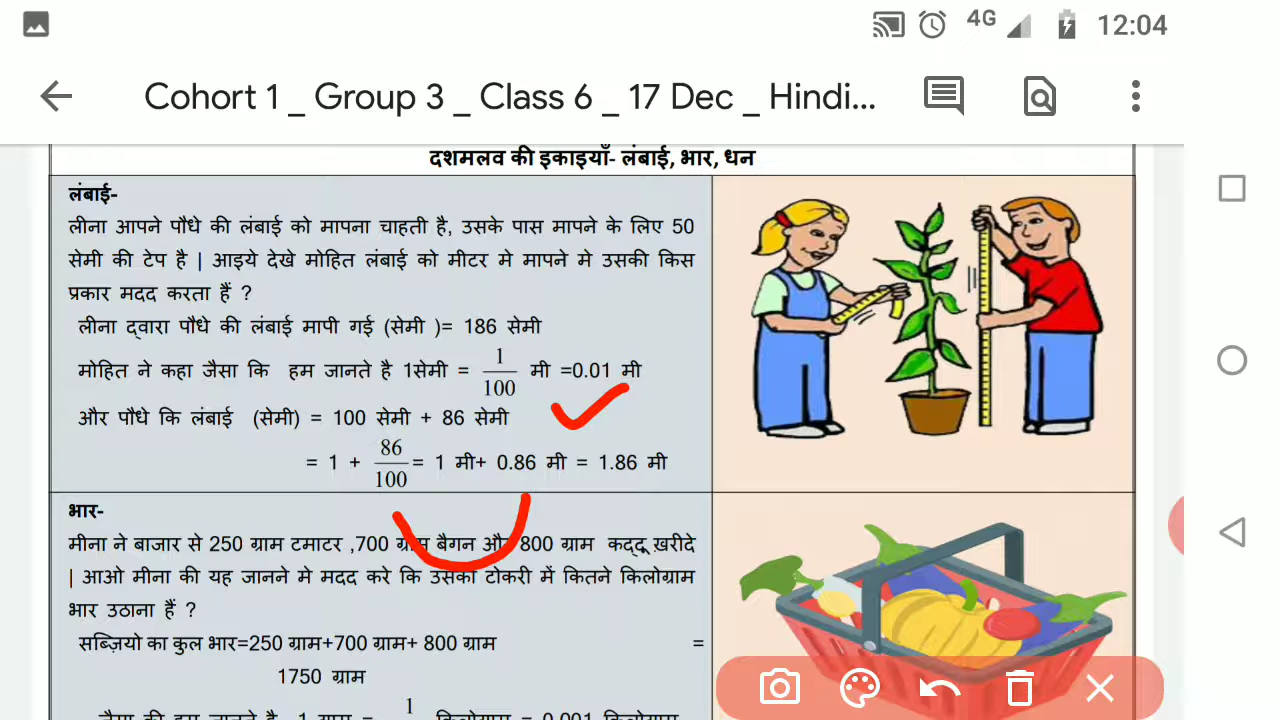 4G 12:04
Cohort 1 _ Group 3 _ Class 6 _ 17 Dec _ Hindi...
दशमलव की इकाइयाँ- लंबाई, भार, धन
लंबाई-
लीना आपने पौधे की लंबाई को मापना चाहती है, उसके पास मापने के लिए 50
सेमी की टेप है | आइये देखे मोहित लंबाई को मीटर मे मापने मे उसकी किस
प्रकार मदद करता हैं ?
लीना द्वारा पौधे की लंबाई मापी गई (सेमी )= 186 सेमी
मोहित ने कहा जैसा कि हम जानते है 1सेमी = 1/100 मी =0.01 मी
और पौधे कि लंबाई (सेमी) = 100 सेमी + 86 सेमी
= 1 + 86/100 = 1 मी+ 0.86 मी = 1.86 मी
भार-
मीना ने बाजार से 250 ग्राम टमाटर ,700 ग्राम बैगन और 800 ग्राम कद्दू ख़रीदे
| आओ मीना की यह जानने मे मदद करे कि उसकी टोकरी में कितने किलोग्राम
भार उठाना हैं ?
सब्ज़ियो का कुल भार=250 ग्राम+700 ग्राम+ 800 ग्राम =
1750 ग्राम
1